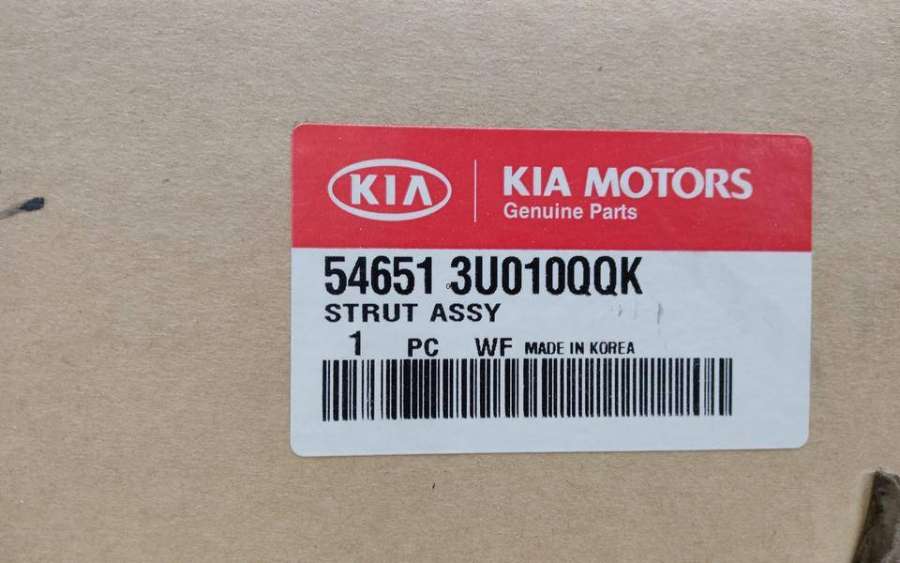 KIA
KIA MOTORS
Genuine Parts
54651 3U010QQK
STRUT ASSY
1 PC WF MADE IN KOREA